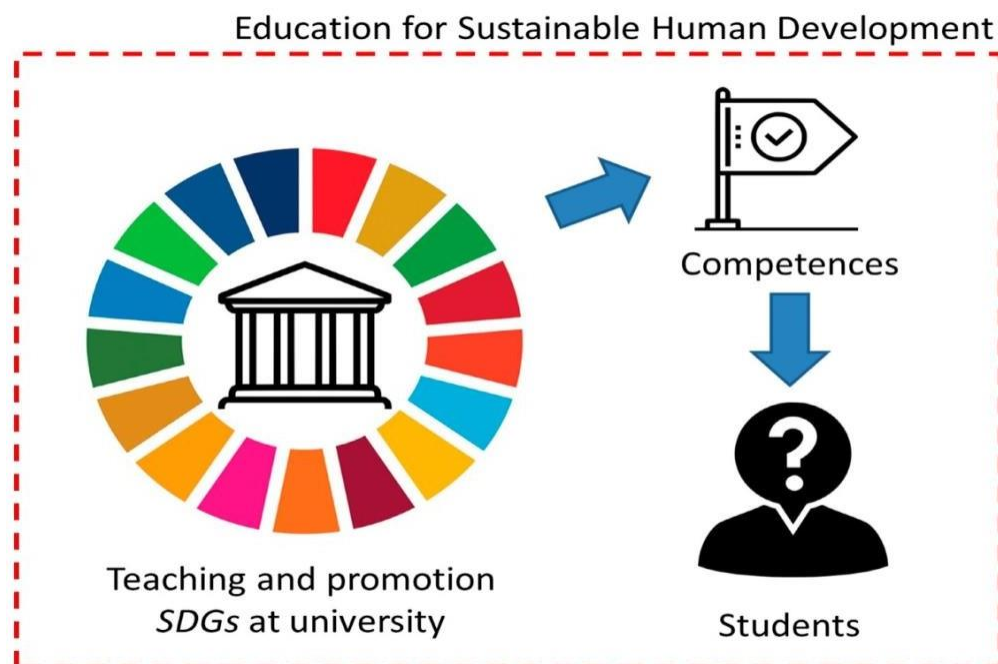 Education for Sustainable Human Development
Competences
?
Teaching and promotion
SDGs at university
Students